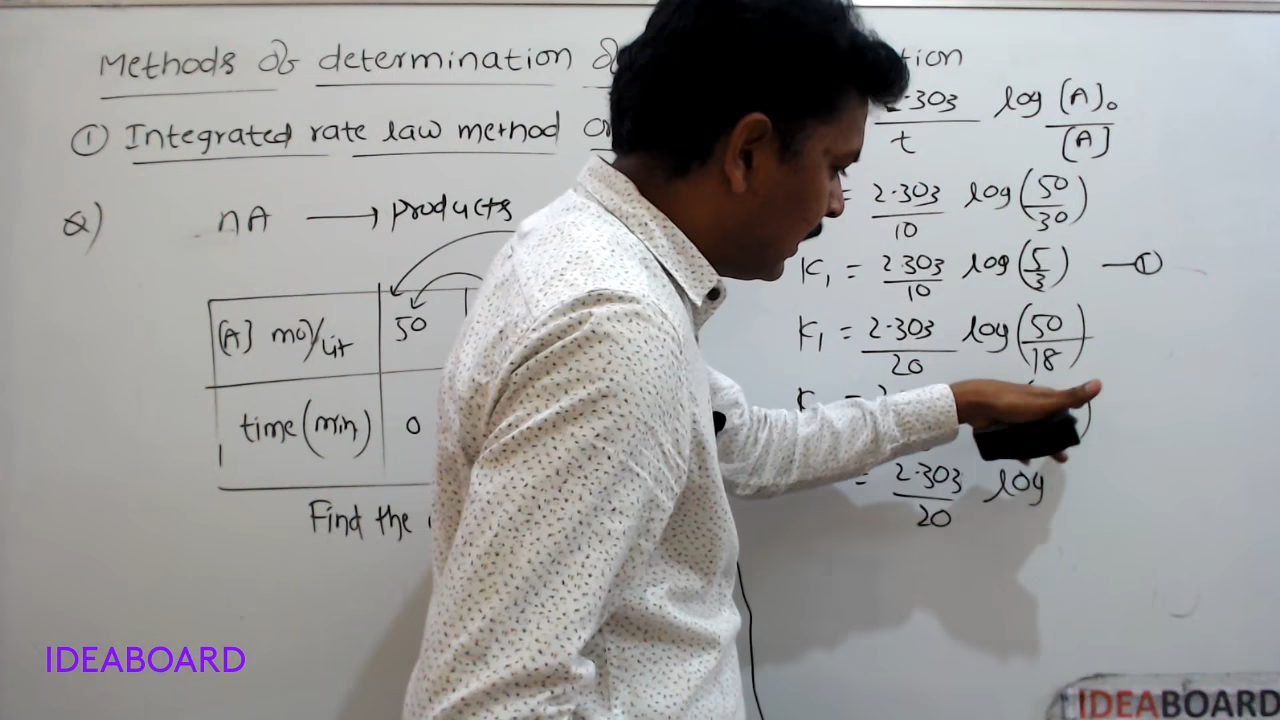 Methods of determination of
① Integrated rate law method
Q) nA → products
[A] mol/Lit 50
time (min) 0
Find the
2.303/t log [A]₀/[A]
= 2.303/10 log(50/30)
K₁ = 2.303/10 log(5/3) —①
K₁ = 2.303/20 log(50/18)
K =
= 2.303/20 log
IDEABOARD
IDEABOARD